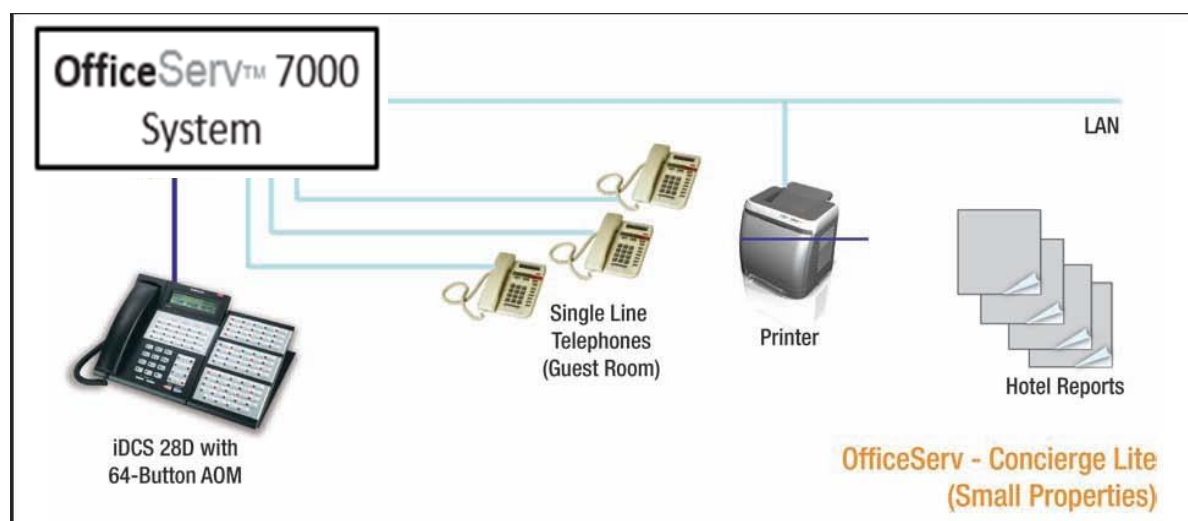 OfficeServ™ 7000
System
LAN
Single Line
Telephones
(Guest Room)
Printer
Hotel Reports
iDCS 28D with
64-Button AOM
OfficeServ - Concierge Lite
(Small Properties)